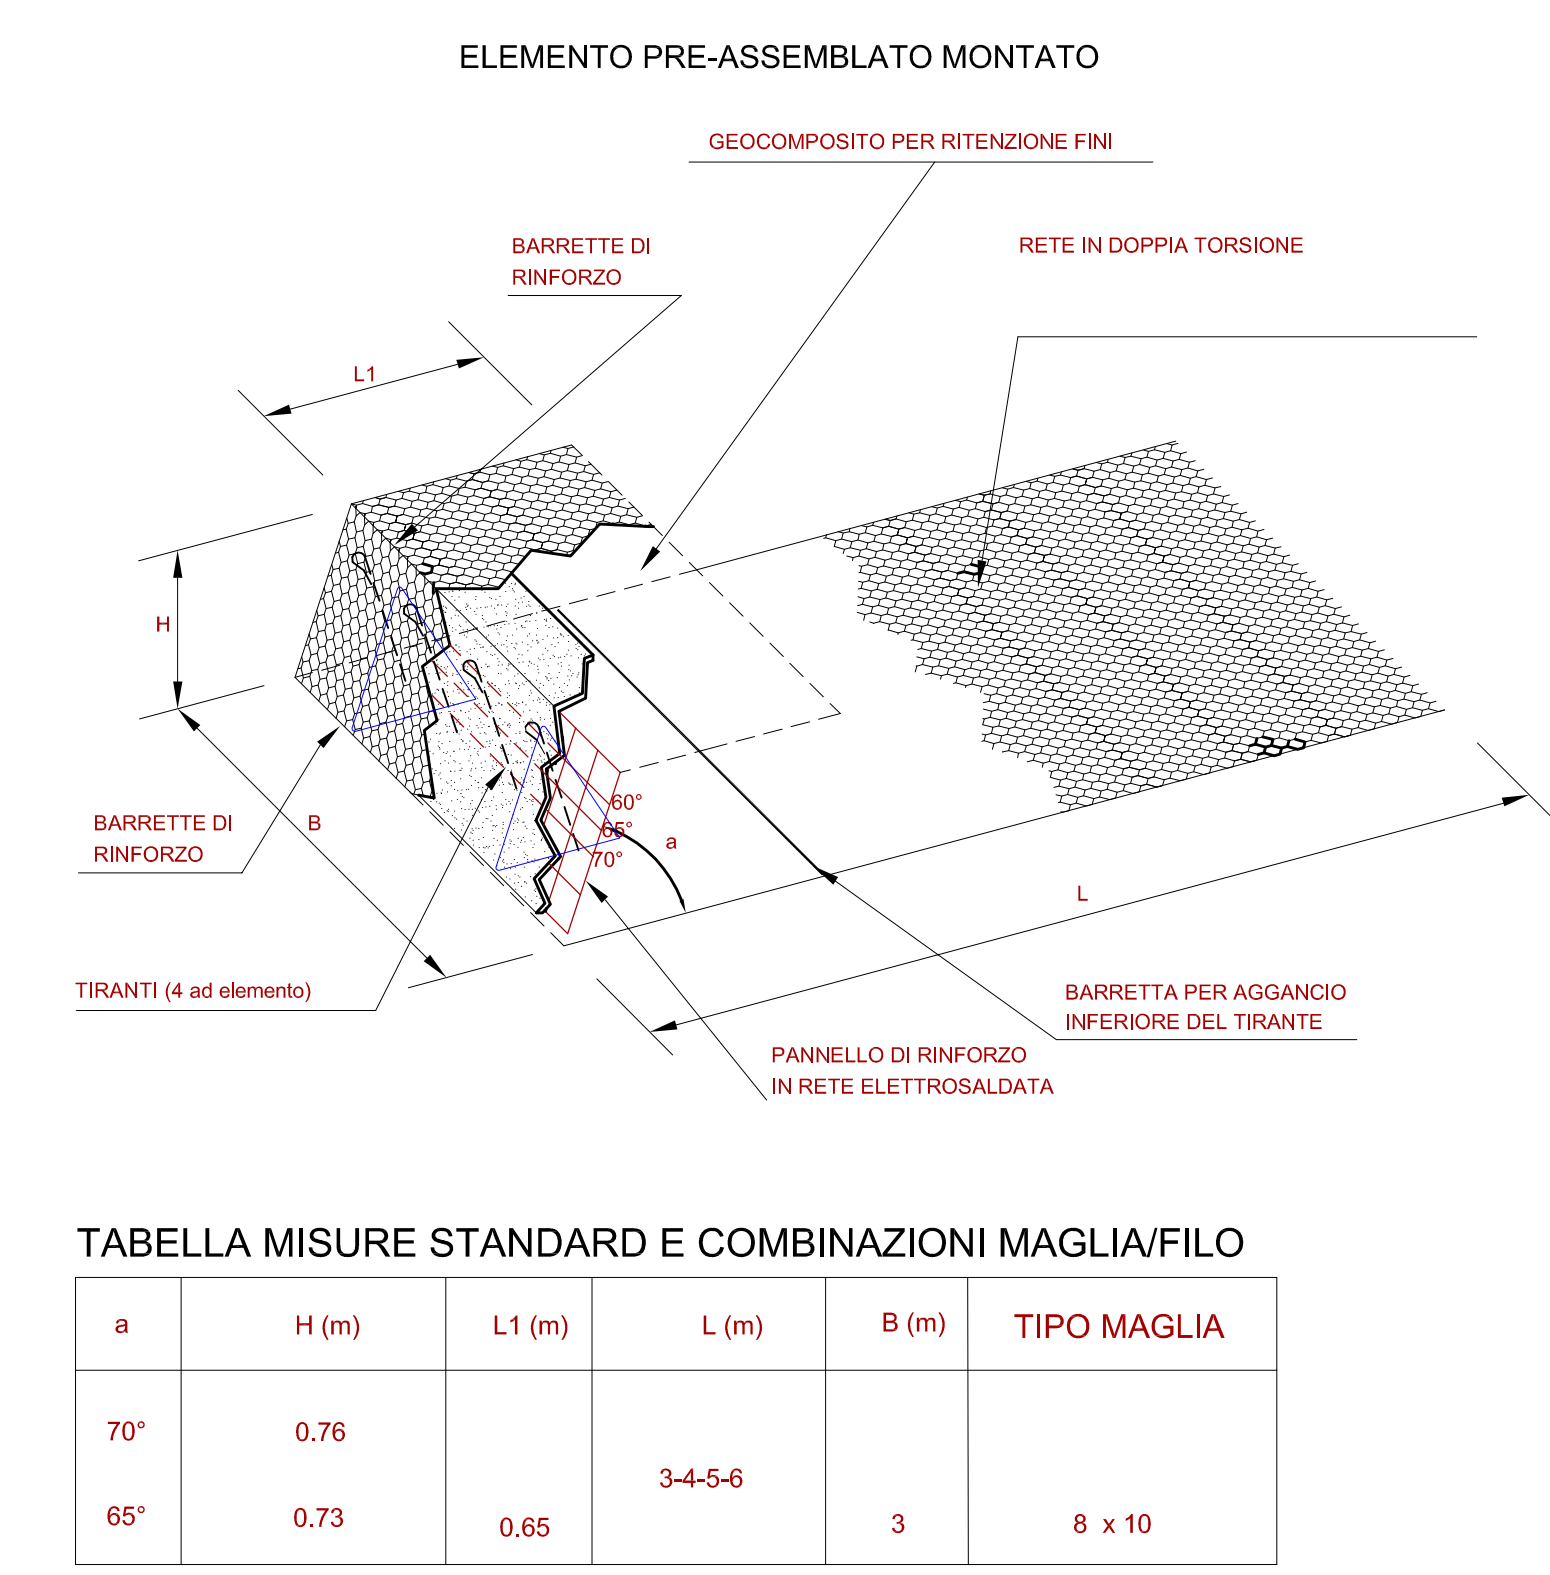 ELEMENTO PRE-ASSEMBLATO MONTATO
GEOCOMPOSITO PER RITENZIONE FINI
BARRETTE DI
RINFORZO
RETE IN DOPPIA TORSIONE
L1
H
BARRETTE DI
RINFORZO
B
60°
65°
70°
a
L
TIRANTI (4 ad elemento)
BARRETTA PER AGGANCIO
INFERIORE DEL TIRANTE
PANNELLO DI RINFORZO
IN RETE ELETTROSALDATA
TABELLA MISURE STANDARD E COMBINAZIONI MAGLIA/FILO
a H (m) L1 (m) L (m) B (m) TIPO MAGLIA
70° 0.76
3-4-5-6
65° 0.73 0.65 3 8 x 10